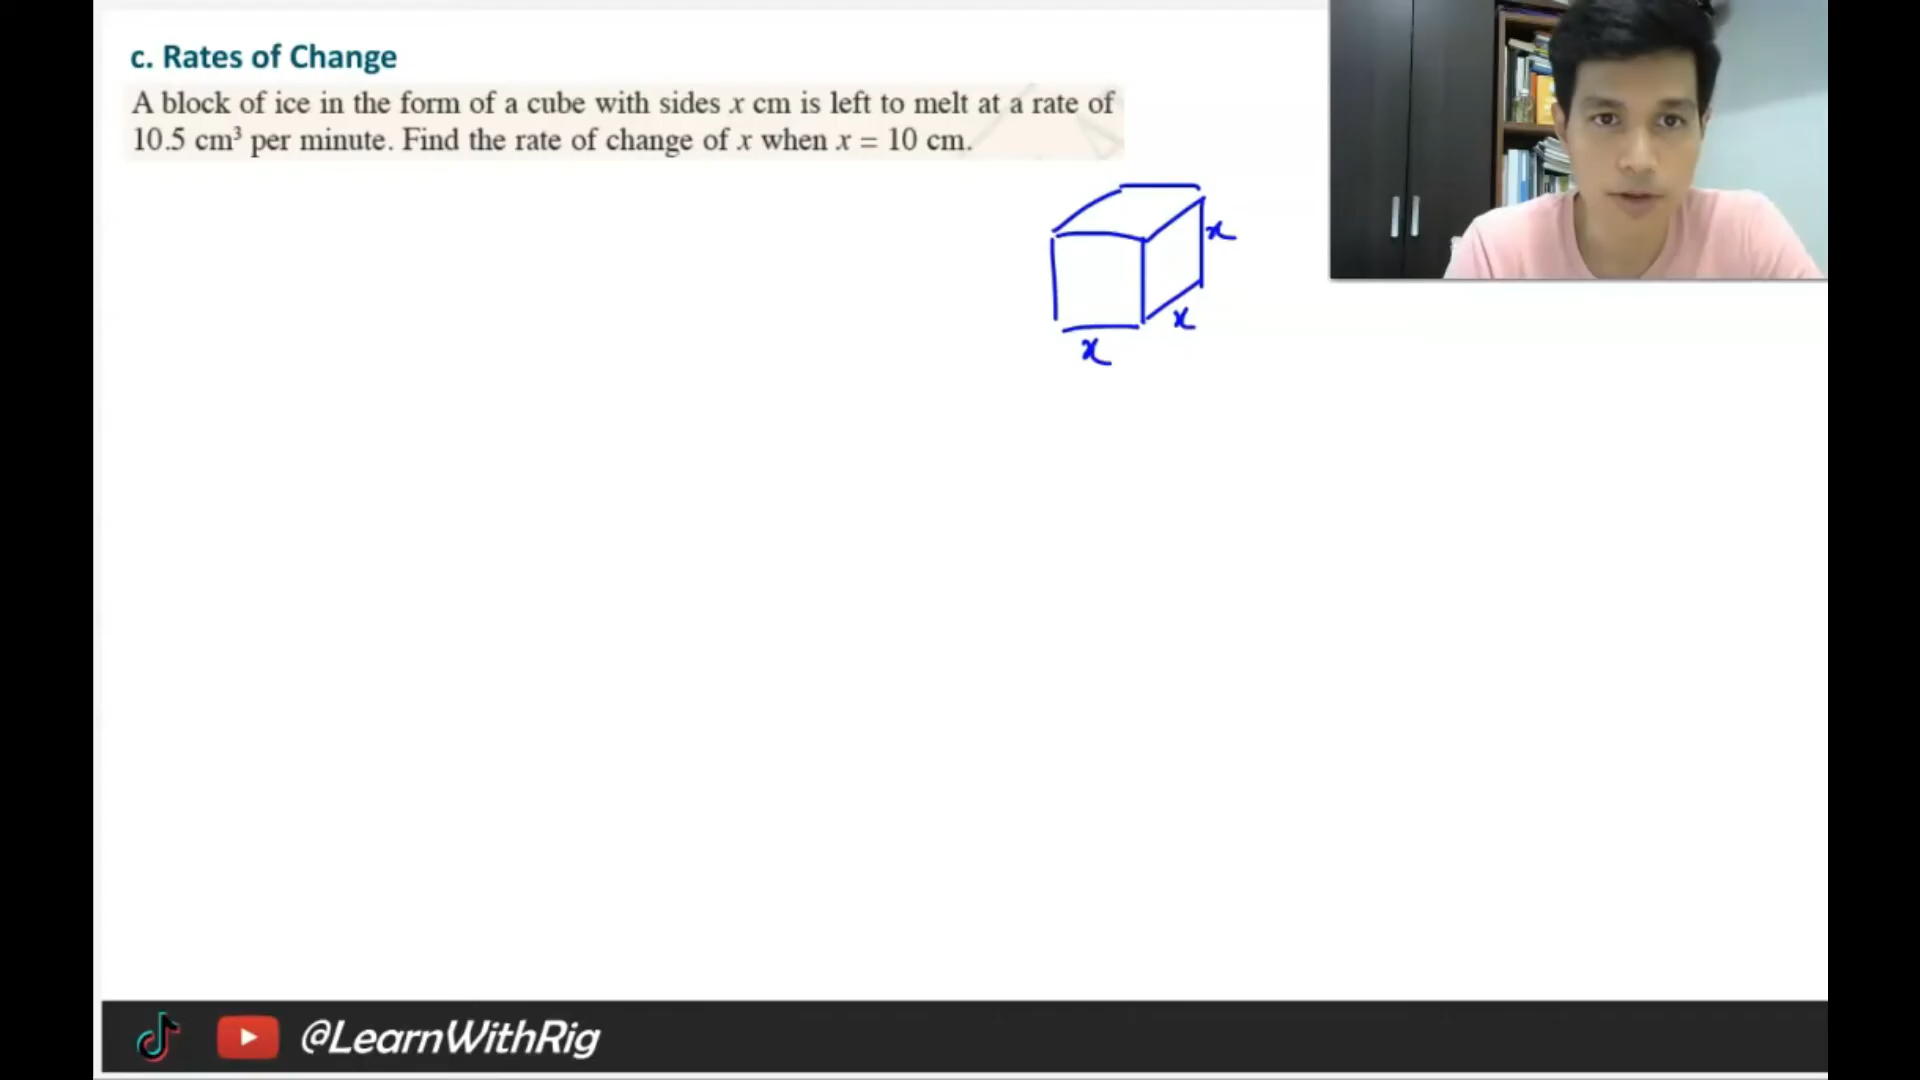 c. Rates of Change
A block of ice in the form of a cube with sides x cm is left to melt at a rate of
10.5 cm³ per minute. Find the rate of change of x when x = 10 cm.
x
x
x
@LearnWithRig